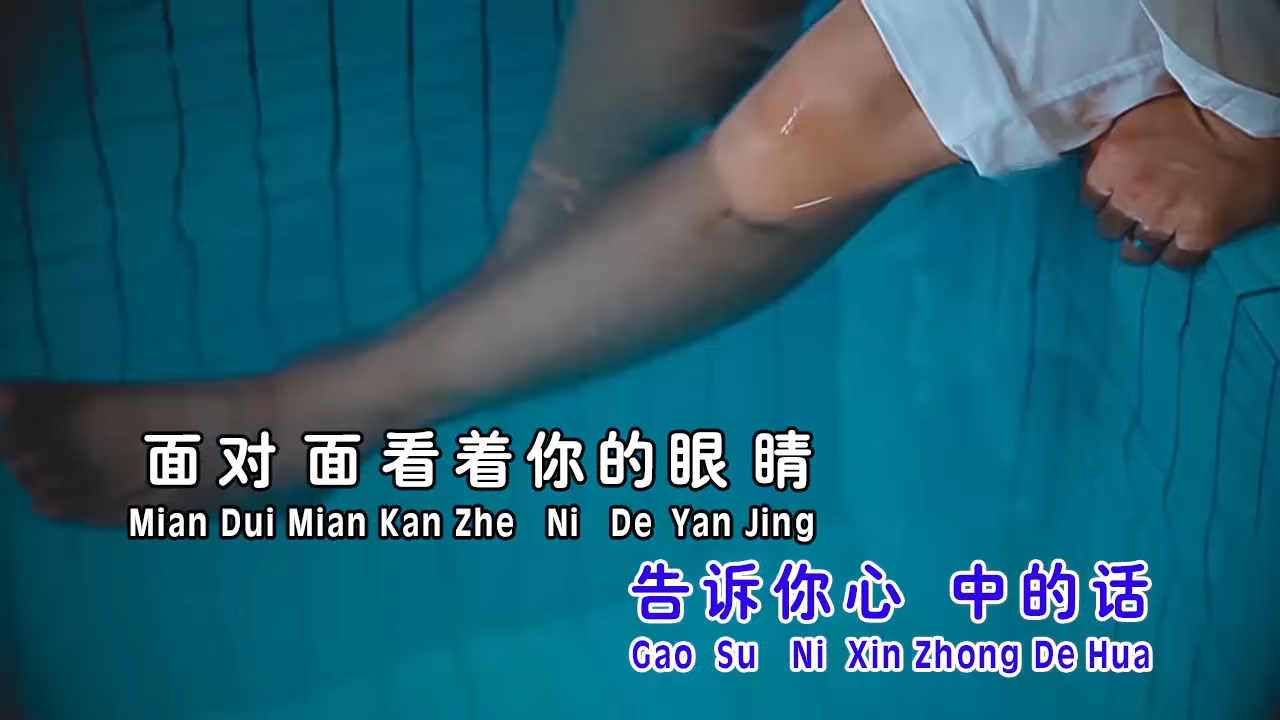 面对 面看着你的眼 睛
Mian Dui Mian Kan Zhe Ni De Yan Jing
告诉你心 中的话
Gao Su Ni Xin Zhong De Hua